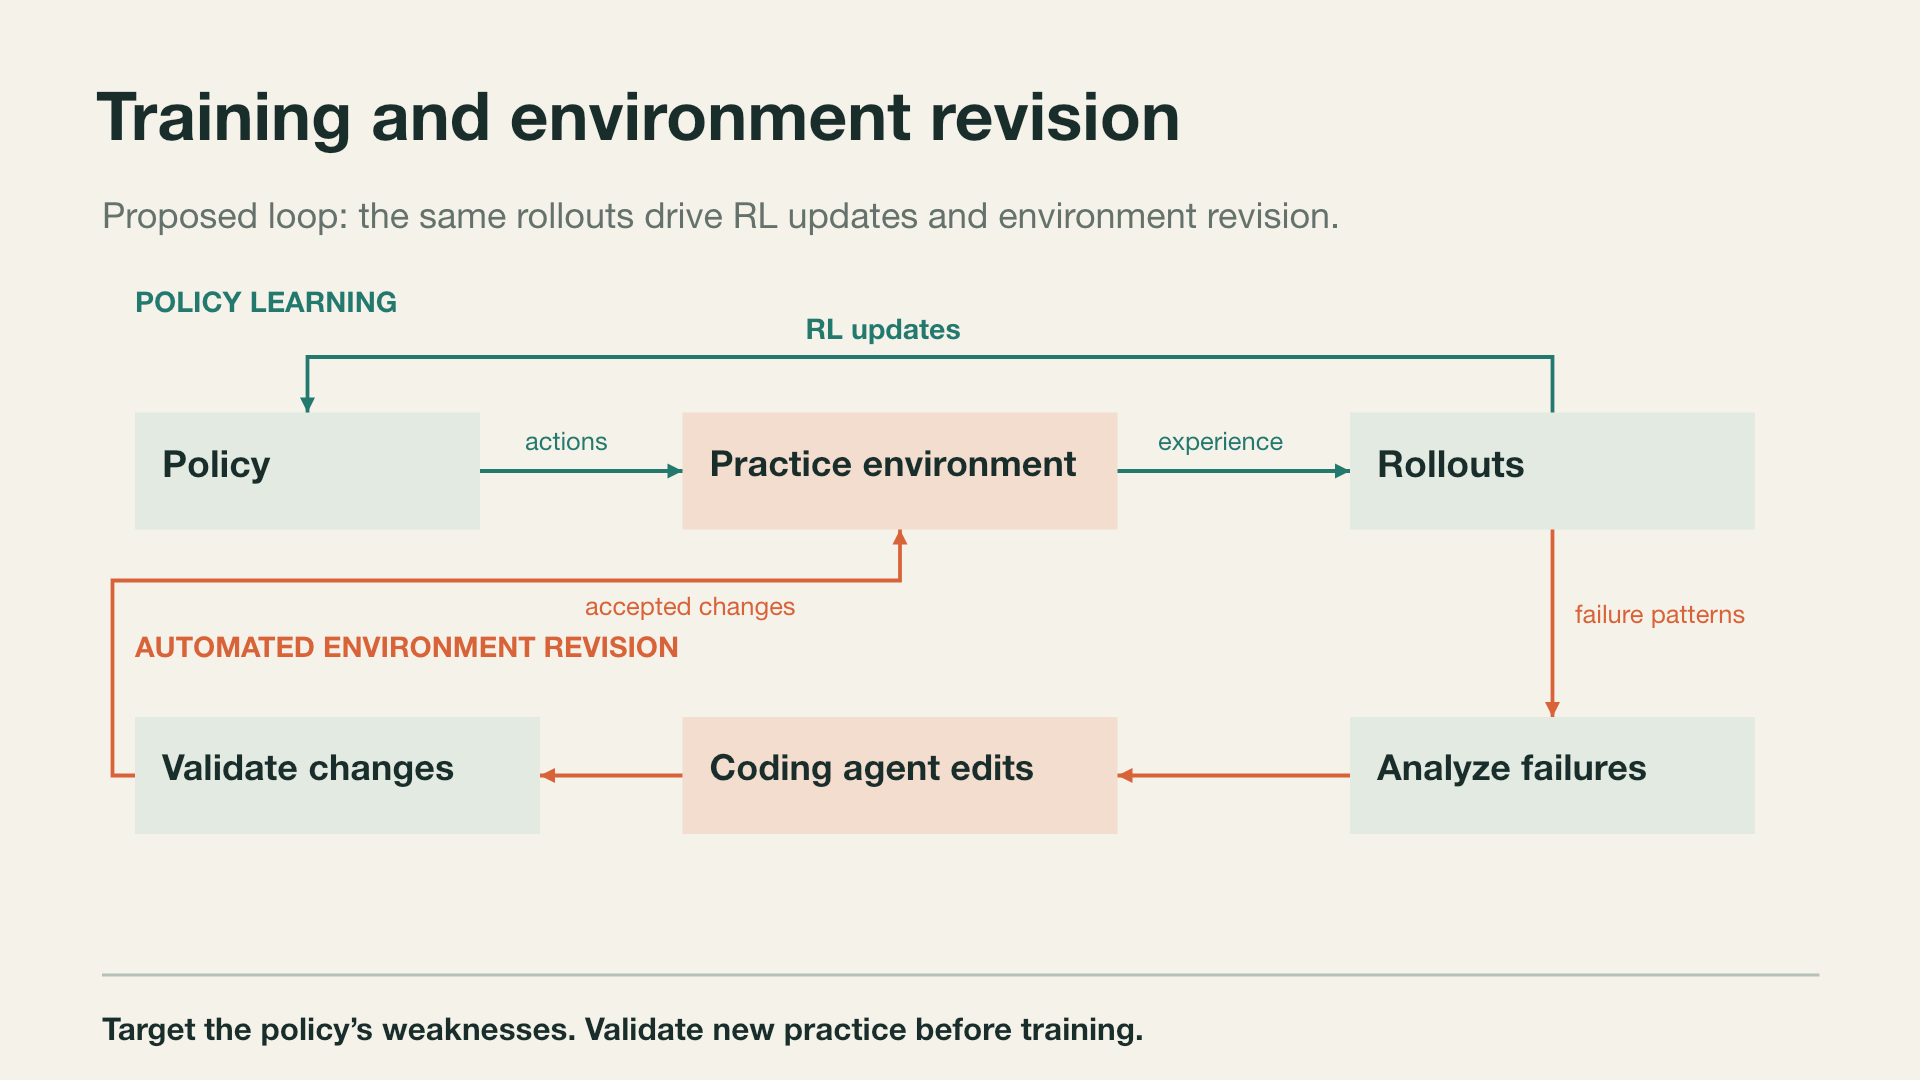 Training and environment revision
Proposed loop: the same rollouts drive RL updates and environment revision.
POLICY LEARNING
RL updates
Policy
actions
Practice environment
experience
Rollouts
accepted changes
failure patterns
AUTOMATED ENVIRONMENT REVISION
Validate changes
Coding agent edits
Analyze failures
Target the policy’s weaknesses. Validate new practice before training.